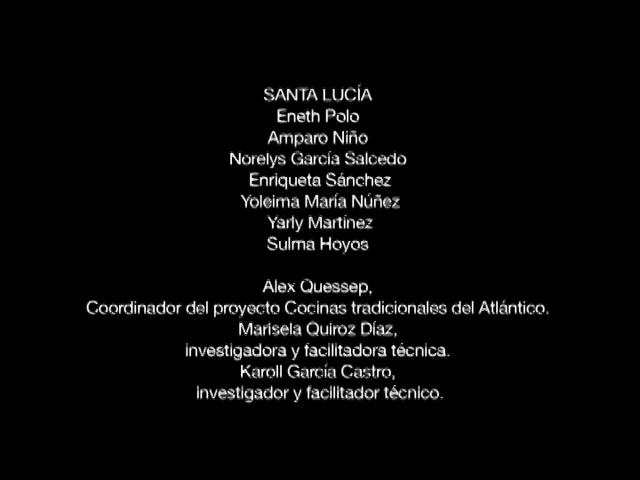 SANTA LUCÍA
Eneth Polo
Amparo Niño
Norelys García Salcedo
Enriqueta Sánchez
Yoleima María Núñez
Yarly Martínez
Sulma Hoyos
Alex Quessep,
Coordinador del proyecto Cocinas tradicionales del Atlántico.
Marisela Quiroz Díaz,
investigadora y facilitadora técnica.
Karoll García Castro,
investigador y facilitador técnico.